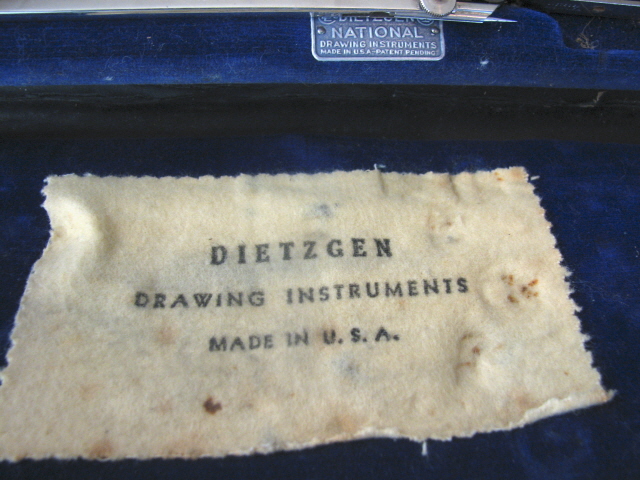 DIETZGEN
NATIONAL
DRAWING INSTRUMENTS
MADE IN U.S.A.-PATENT PENDING
DIETZGEN
DRAWING INSTRUMENTS
MADE IN U. S. A.